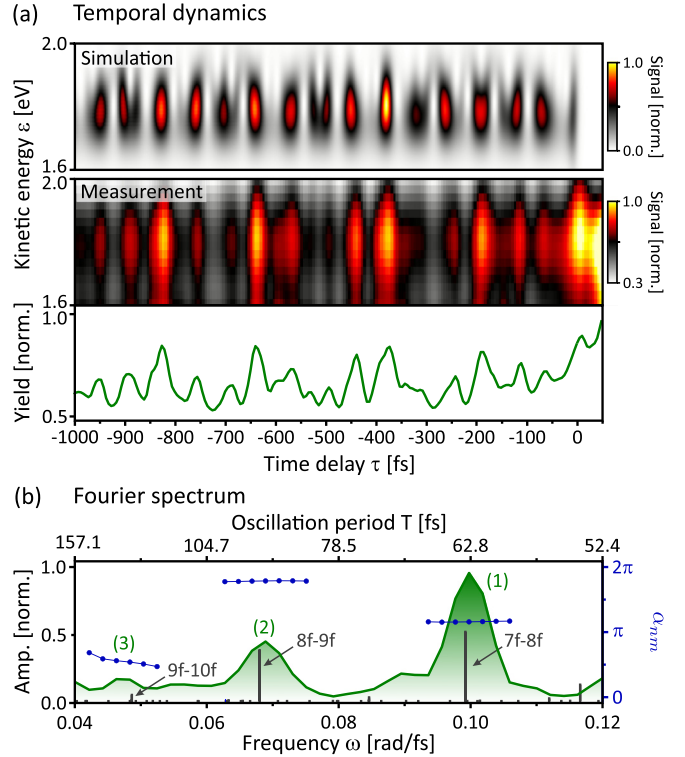 (a) Temporal dynamics
Kinetic energy ε [eV]
2.0
Simulation
1.6
1.0
0.0
Signal [norm.]
2.0
Measurement
1.6
1.0
0.3
Signal [norm.]
Yield [norm.]
1.0
0.5
-1000 -900 -800 -700 -600 -500 -400 -300 -200 -100 0
Time delay τ [fs]
(b) Fourier spectrum
Oscillation period T [fs]
157.1 104.7 78.5 62.8 52.4
Amp. [norm.]
1.0
0.5
0.0
2π
π
0
αnm
(1)
(2)
(3)
8f-9f
7f-8f
9f-10f
0.04 0.06 0.08 0.10 0.12
Frequency ω [rad/fs]